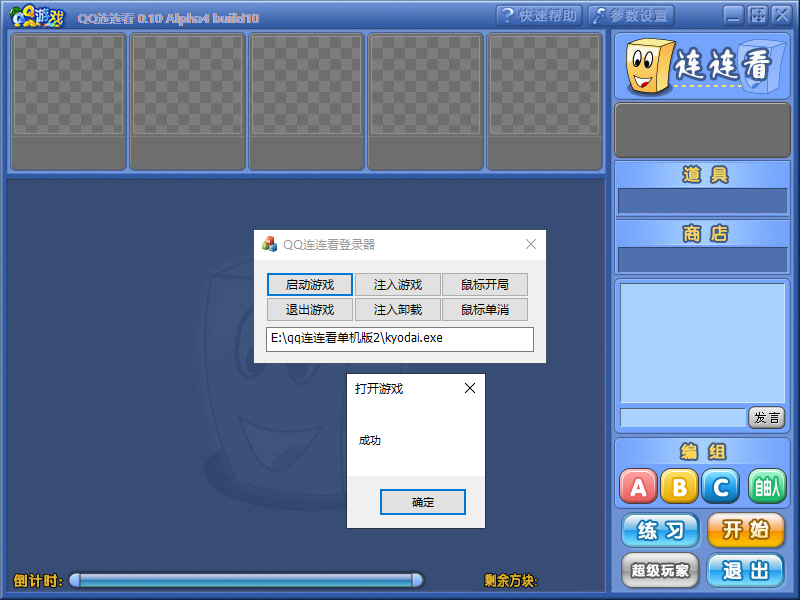 QQ游戏 QQ连连看 0.10 Alpha4 build10 ? 快速帮助 参数设置
连连看
道 具
商 店
QQ连连看登录器
启动游戏 注入游戏 鼠标开局
退出游戏 注入卸载 鼠标单消
E:\qq连连看单机版2\kyodai.exe
打开游戏
成功
确定
发言
编 组
A B C 自由人
练 习 开 始
超级玩家 退 出
倒计时: 剩余方块: